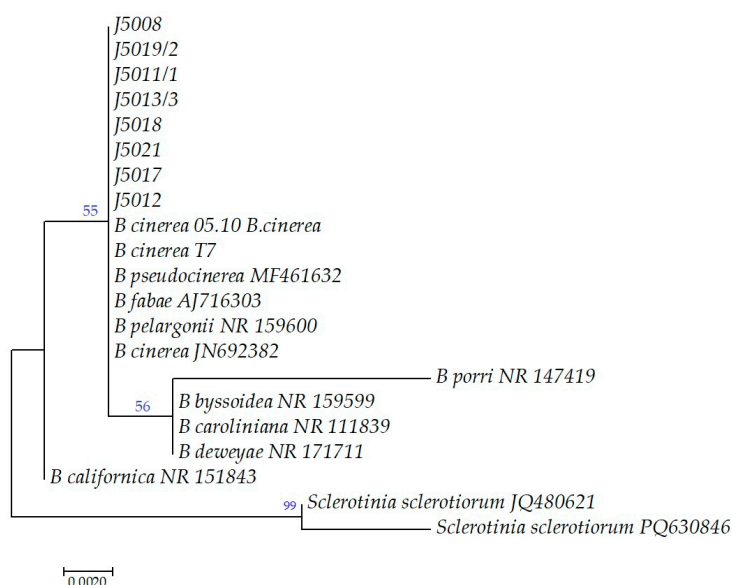 J5008
J5019/2
J5011/1
J5013/3
J5018
J5021
J5017
J5012
55
B cinerea 05.10 B.cinerea
B cinerea T7
B pseudocinerea MF461632
B fabae AJ716303
B pelargonii NR 159600
B cinerea JN692382
B porri NR 147419
56
B byssoidea NR 159599
B caroliniana NR 111839
B deweyae NR 171711
B californica NR 151843
99
Sclerotinia sclerotiorum JQ480621
Sclerotinia sclerotiorum PQ630846
0.0020